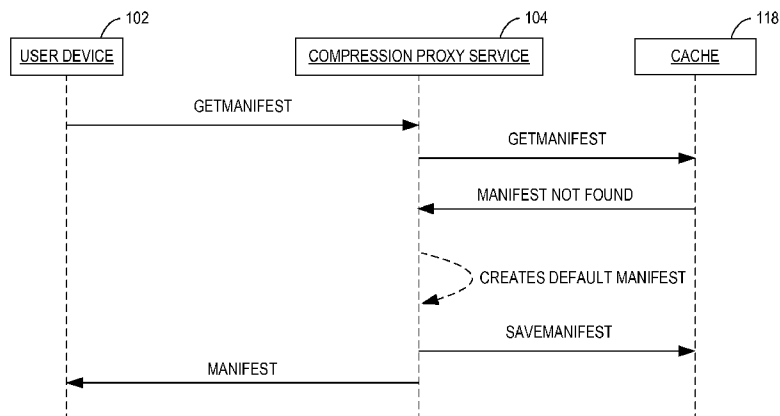 102
104
118
USER DEVICE
COMPRESSION PROXY SERVICE
CACHE
GETMANIFEST
GETMANIFEST
MANIFEST NOT FOUND
CREATES DEFAULT MANIFEST
SAVEMANIFEST
MANIFEST